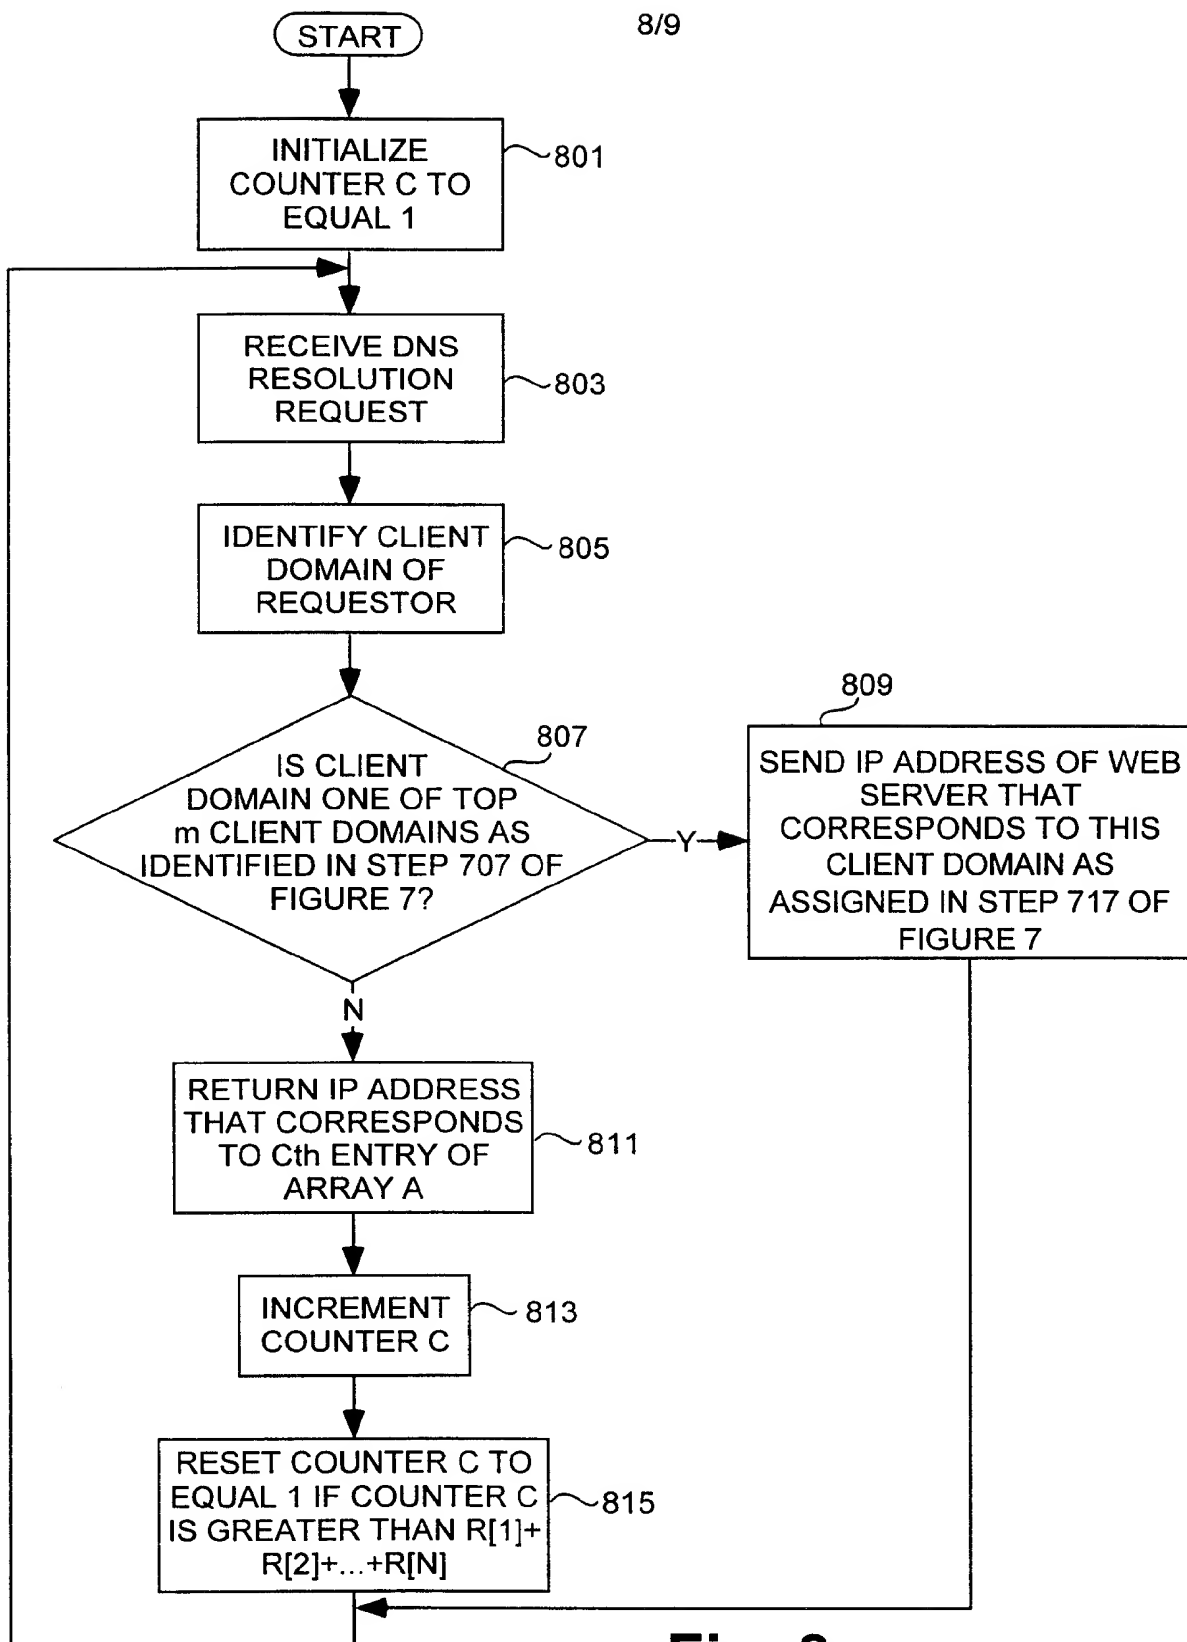 8/9
START
INITIALIZE
COUNTER C TO
EQUAL 1
801
RECEIVE DNS
RESOLUTION
REQUEST
803
IDENTIFY CLIENT
DOMAIN OF
REQUESTOR
805
IS CLIENT
DOMAIN ONE OF TOP
m CLIENT DOMAINS AS
IDENTIFIED IN STEP 707 OF
FIGURE 7?
807
Y
809
SEND IP ADDRESS OF WEB
SERVER THAT
CORRESPONDS TO THIS
CLIENT DOMAIN AS
ASSIGNED IN STEP 717 OF
FIGURE 7
N
RETURN IP ADDRESS
THAT CORRESPONDS
TO Cth ENTRY OF
ARRAY A
811
INCREMENT
COUNTER C
813
RESET COUNTER C TO
EQUAL 1 IF COUNTER C
IS GREATER THAN R[1]+
R[2]+...+R[N]
815